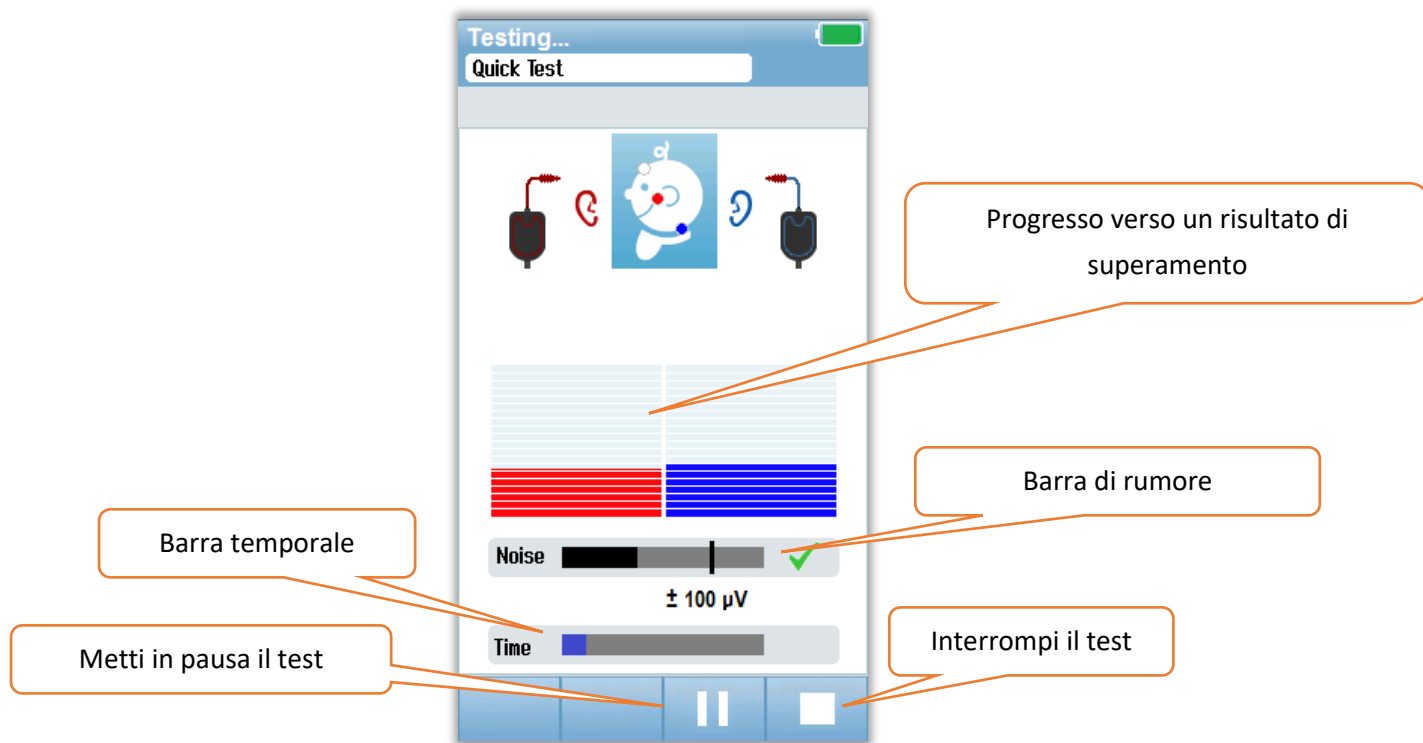 Testing...
Quick Test
Progresso verso un risultato di
superamento
Barra di rumore
Barra temporale
Noise
± 100 µV
Interrompi il test
Metti in pausa il test
Time